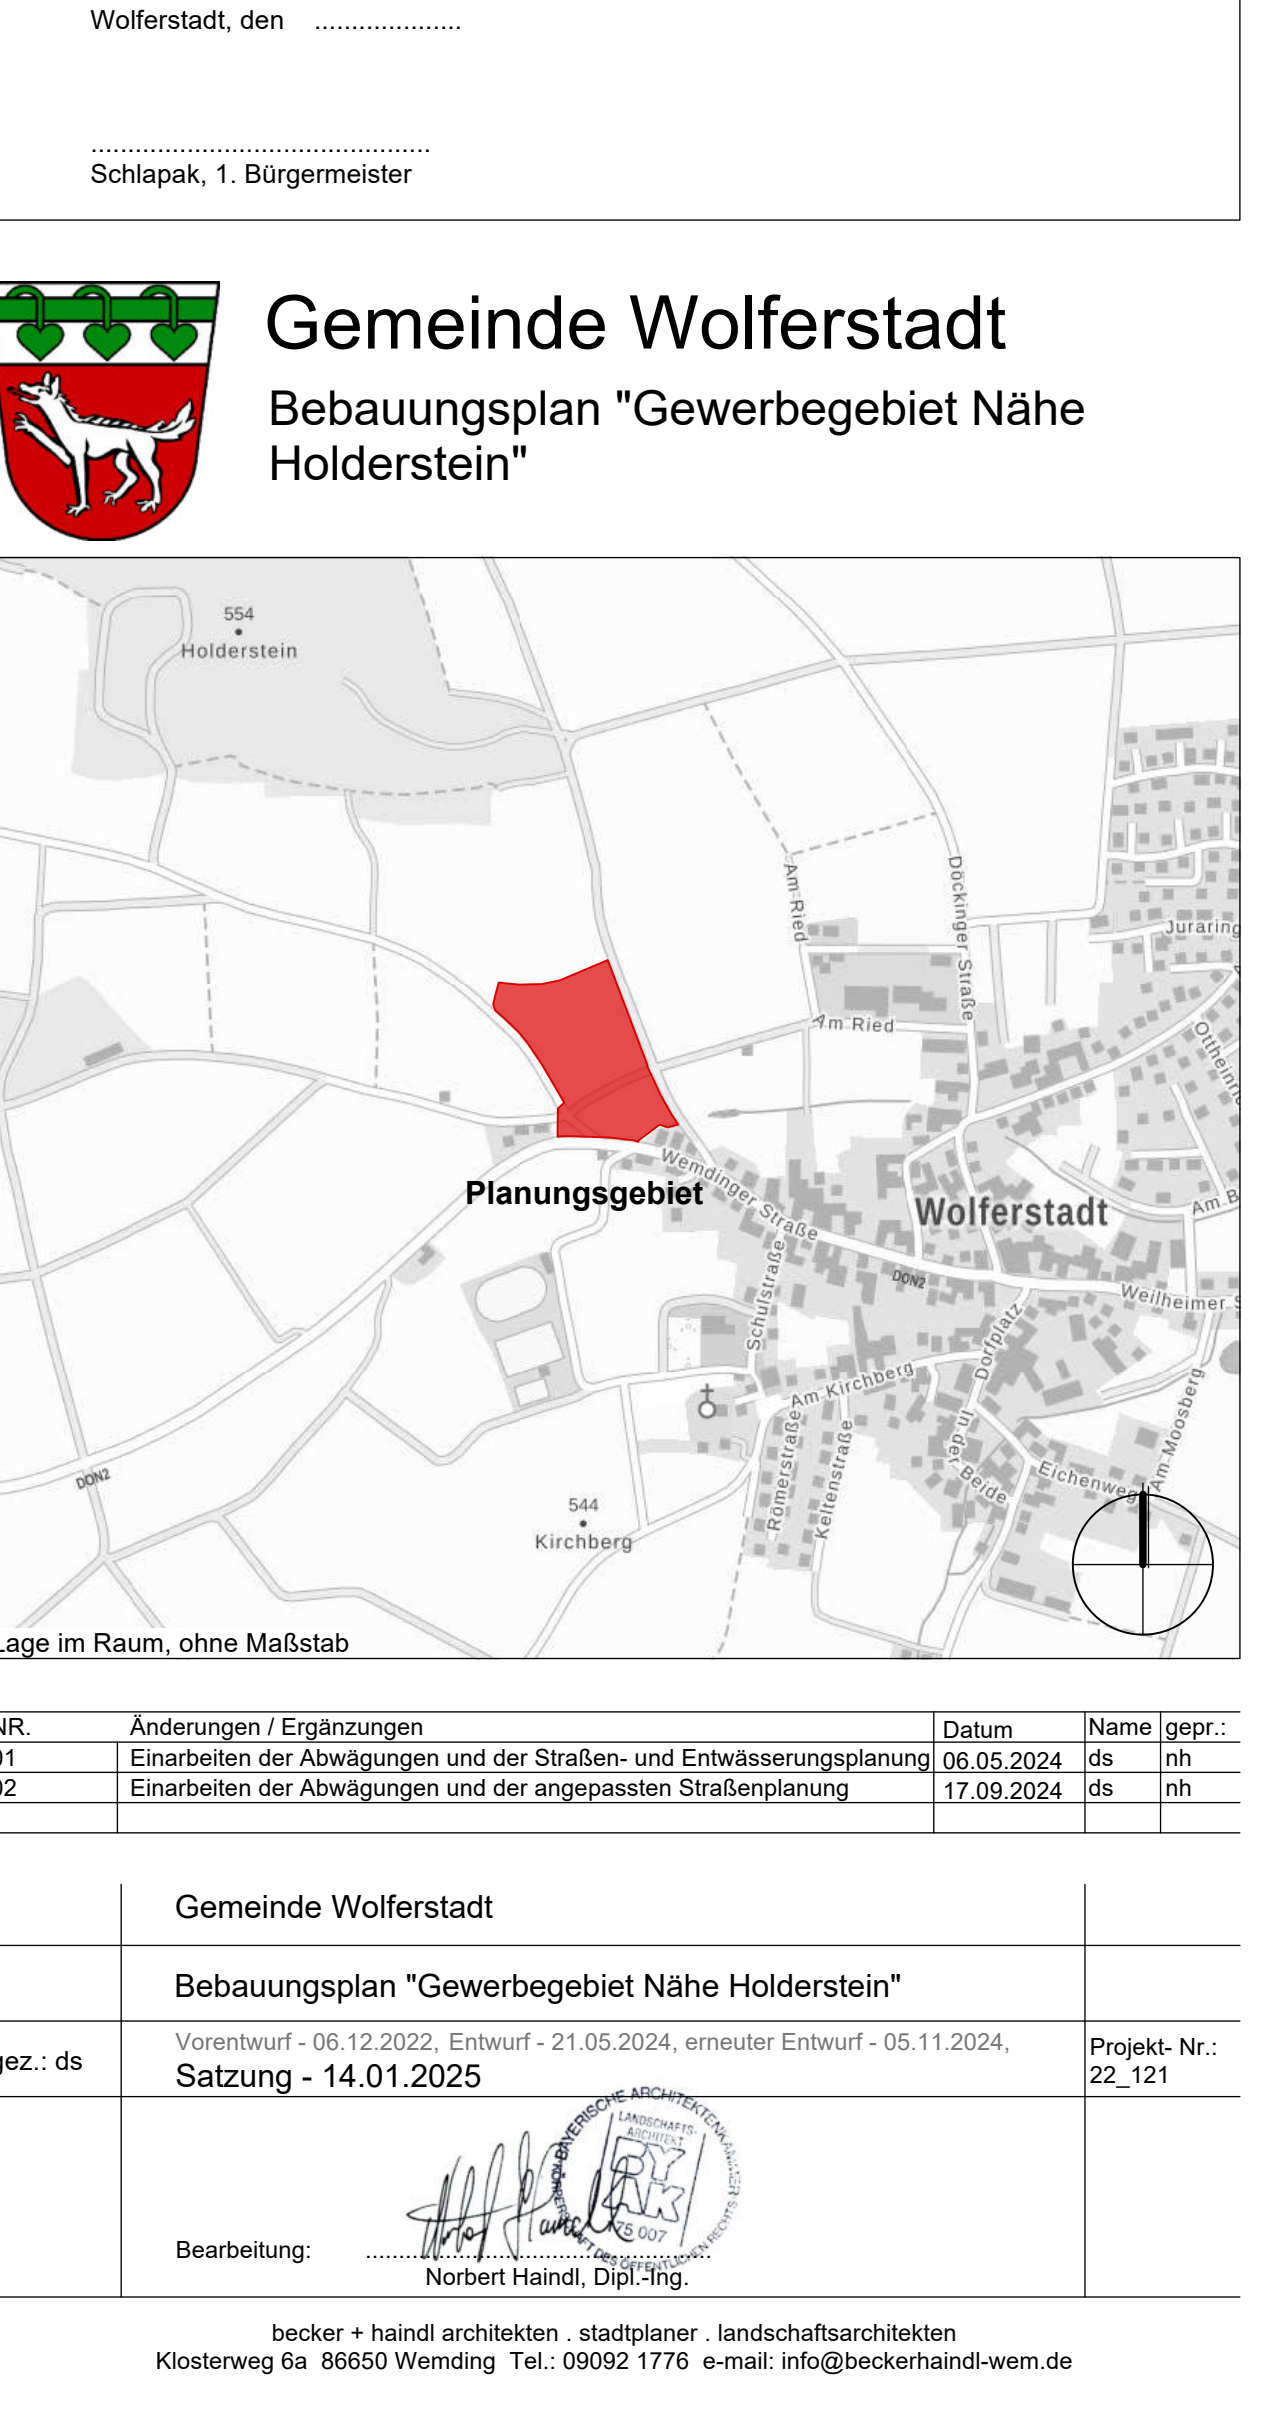 Wolferstadt, den ....................
..............................................
Schlapak, 1. Bürgermeister
Gemeinde Wolferstadt
Bebauungsplan "Gewerbegebiet Nähe
Holderstein"
554
Holderstein
Döckinger Straße
Am Ried
Juraring
Am Ried
Wemdinger Straße
Planungsgebiet
Wolferstadt
Am B
DON2
Weilheimer S
Schulstraße
Dorfplatz
Am Kirchberg
Am Moosberg
Römerstraße
Keltenstraße
In der Beide
Eichenweg
DON2
544
Kirchberg
Lage im Raum, ohne Maßstab
NR. Änderungen / Ergänzungen Datum Name gepr.:
01 Einarbeiten der Abwägungen und der Straßen- und Entwässerungsplanung 06.05.2024 ds nh
02 Einarbeiten der Abwägungen und der angepassten Straßenplanung 17.09.2024 ds nh
Gemeinde Wolferstadt
Bebauungsplan "Gewerbegebiet Nähe Holderstein"
Vorentwurf - 06.12.2022, Entwurf - 21.05.2024, erneuter Entwurf - 05.11.2024,
gez.: ds
Satzung - 14.01.2025
Projekt- Nr.:
22_121
BAYERISCHE ARCHITEKTENKAMMER
LANDSCHAFTS-
ARCHITEKT
BY
AK
175 007
KÖRPERSCHAFT DES ÖFFENTLICHEN RECHTS
Bearbeitung: ....................................................
Norbert Haindl, Dipl.-Ing.
becker + haindl architekten . stadtplaner . landschaftsarchitekten
Klosterweg 6a 86650 Wemding Tel.: 09092 1776 e-mail: info@beckerhaindl-wem.de